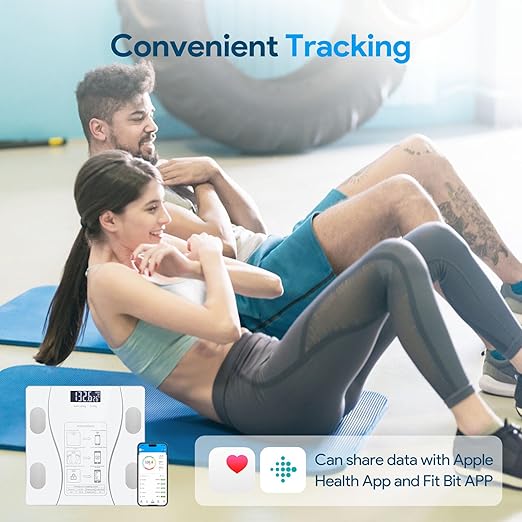 Convenient Tracking
Can share data with Apple
Health App and Fit Bit APP